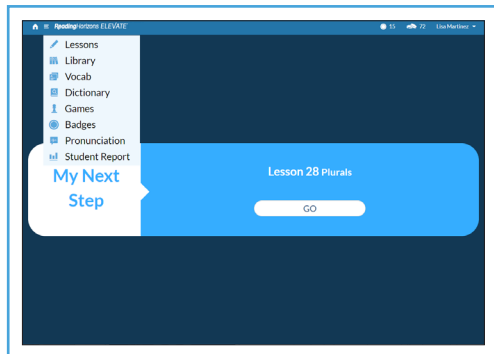 Reading Horizons ELEVATE 15 72 Lisa Martinez
Lessons
Library
Vocab
Dictionary
Games
Badges
Pronunciation
Student Report
My Next
Step
Lesson 28 Plurals
GO